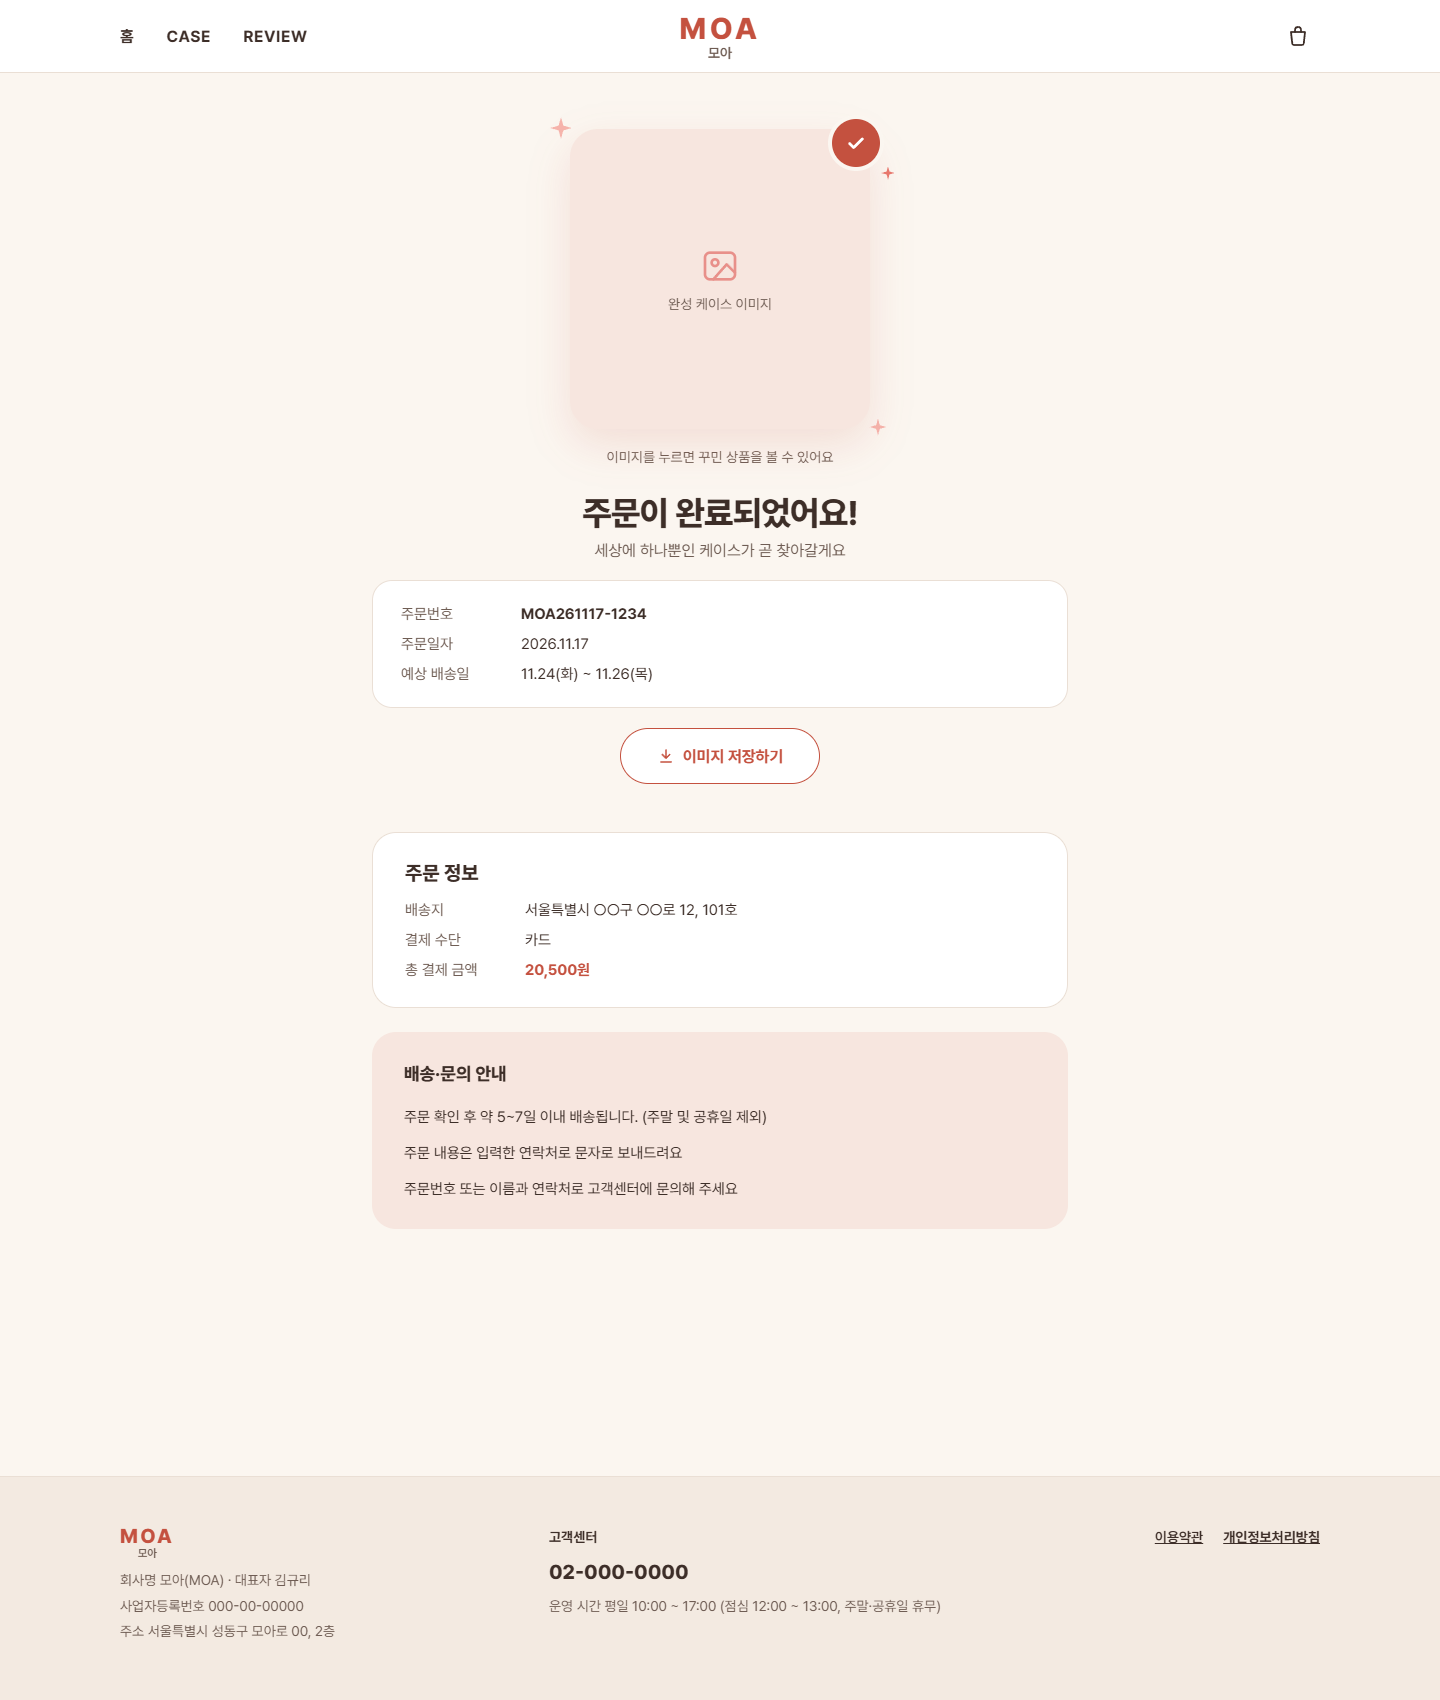 홈
CASE
REVIEW
MOA
모아
완성 케이스 이미지
이미지를 누르면 꾸민 상품을 볼 수 있어요
주문이 완료되었어요!
세상에 하나뿐인 케이스가 곧 찾아갈게요
주문번호 MOA261117-1234
주문일자 2026.11.17
예상 배송일 11.24(화) ~ 11.26(목)
이미지 저장하기
주문 정보
배송지 서울특별시 ○○구 ○○로 12, 101호
결제 수단 카드
총 결제 금액 20,500원
배송·문의 안내
주문 확인 후 약 5~7일 이내 배송됩니다. (주말 및 공휴일 제외)
주문 내용은 입력한 연락처로 문자로 보내드려요
주문번호 또는 이름과 연락처로 고객센터에 문의해 주세요
MOA
모아
회사명 모아(MOA) · 대표자 김규리
사업자등록번호 000-00-00000
주소 서울특별시 성동구 모아로 00, 2층
고객센터
02-000-0000
운영 시간 평일 10:00 ~ 17:00 (점심 12:00 ~ 13:00, 주말·공휴일 휴무)
이용약관
개인정보처리방침